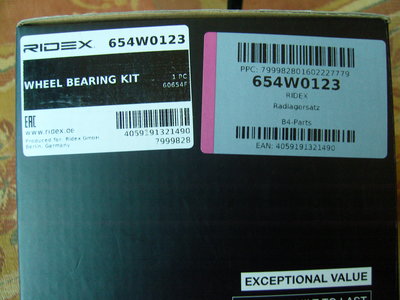 RIDEX 654W0123
WHEEL BEARING KIT
1 PC
60654F
EAC
www.ridex.de
Produced for: Ridex GmbH
Berlin, Germany
4059191321490
7999828
PPC: 799982801602227779
654W0123
RIDEX
Radlagersatz
B4-Parts
EAN: 4059191321490
EXCEPTIONAL VALUE